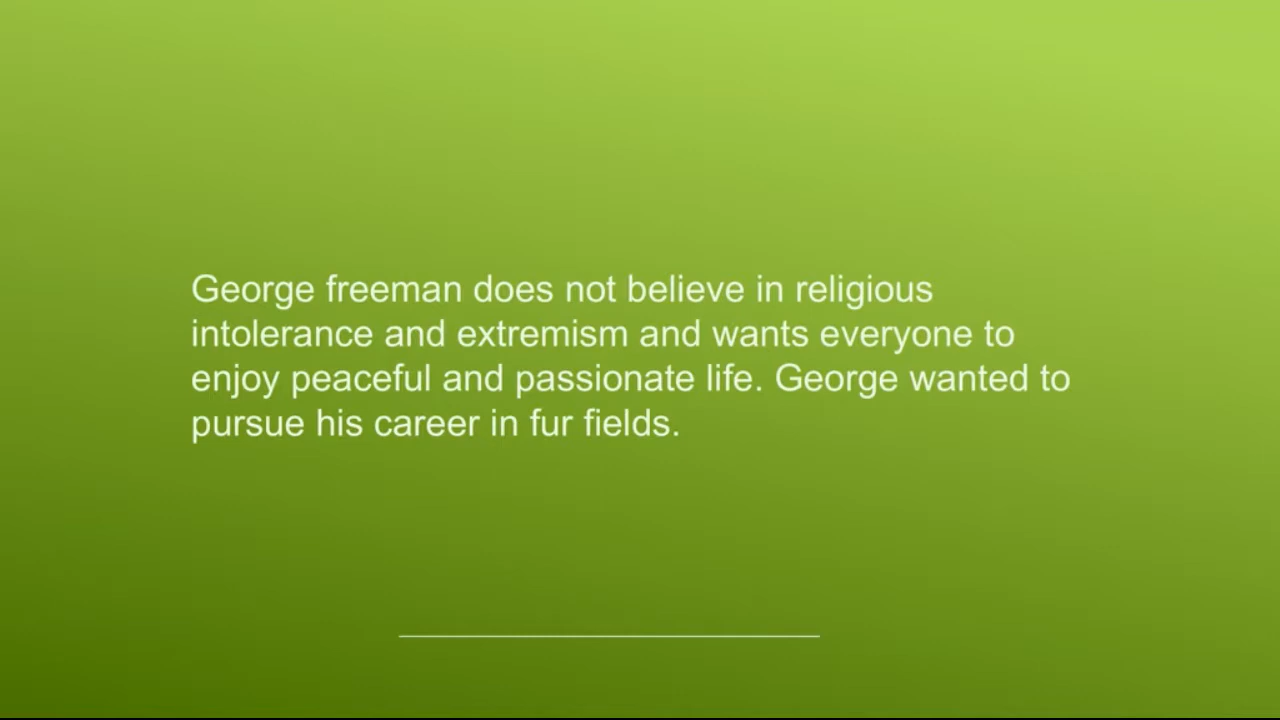 George freeman does not believe in religious
intolerance and extremism and wants everyone to
enjoy peaceful and passionate life. George wanted to
pursue his career in fur fields.